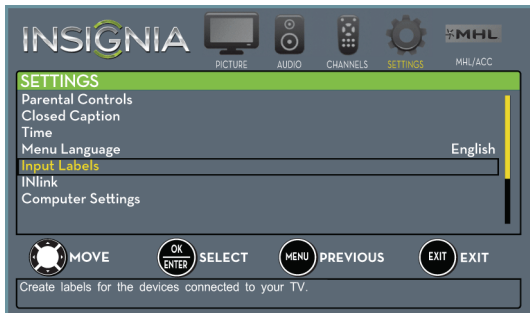 INSIGNIA
MHL
PICTURE AUDIO CHANNELS SETTINGS MHL/ACC
SETTINGS
Parental Controls
Closed Caption
Time
Menu Language English
Input Labels
INlink
Computer Settings
MOVE OK ENTER SELECT MENU PREVIOUS EXIT EXIT
Create labels for the devices connected to your TV.